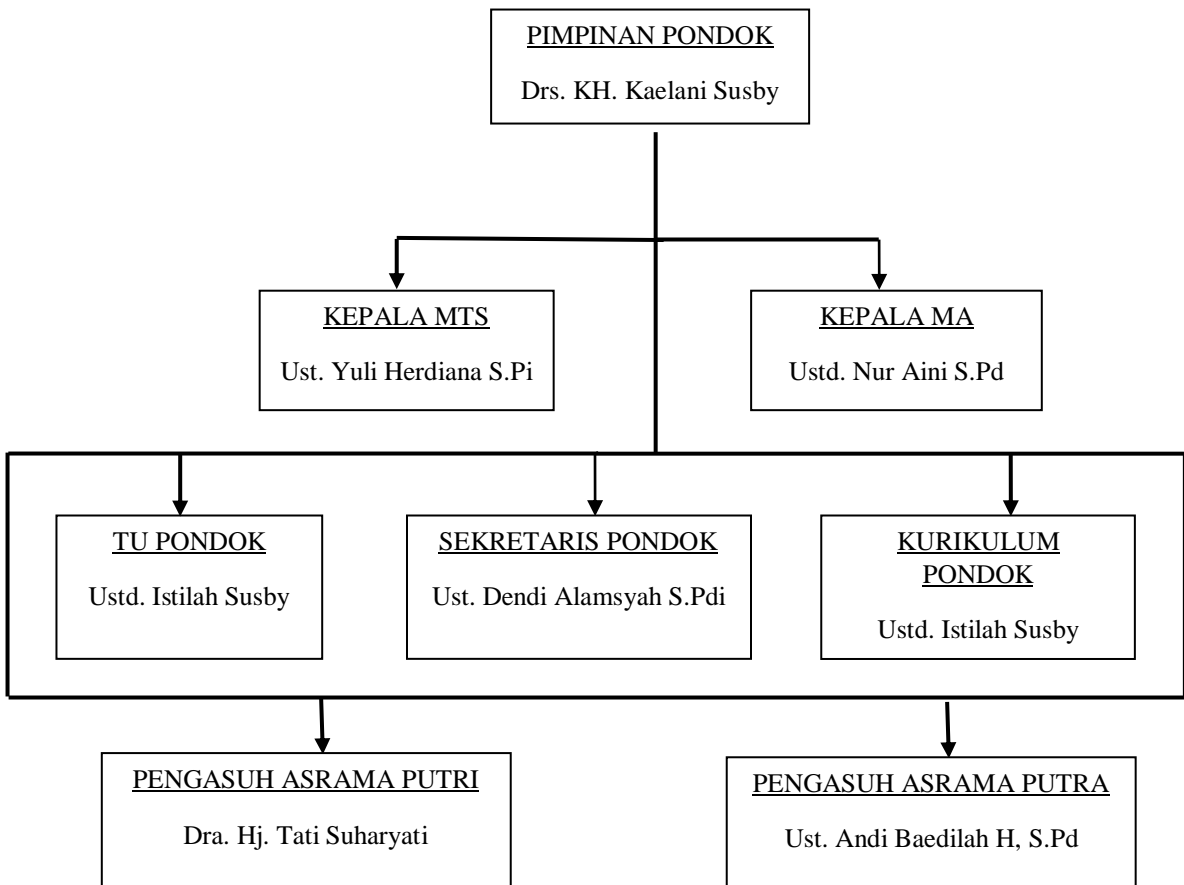 PIMPINAN PONDOK
Drs. KH. Kaelani Susby
KEPALA MTS
Ust. Yuli Herdiana S.Pi
KEPALA MA
Ustd. Nur Aini S.Pd
TU PONDOK
Ustd. Istilah Susby
SEKRETARIS PONDOK
Ust. Dendi Alamsyah S.Pdi
KURIKULUM
PONDOK
Ustd. Istilah Susby
PENGASUH ASRAMA PUTRI
Dra. Hj. Tati Suharyati
PENGASUH ASRAMA PUTRA
Ust. Andi Baedilah H, S.Pd